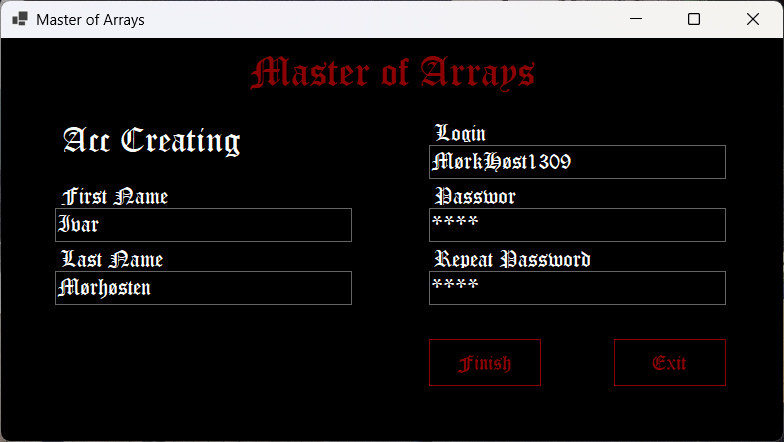 Master of Arrays
Master of Arrays
Acc Creating
First Name
Ivar
Last Name
Mørhøsten
Login
MørkHøst1309
Passwor
****
Repeat Password
****
Finish
Exit